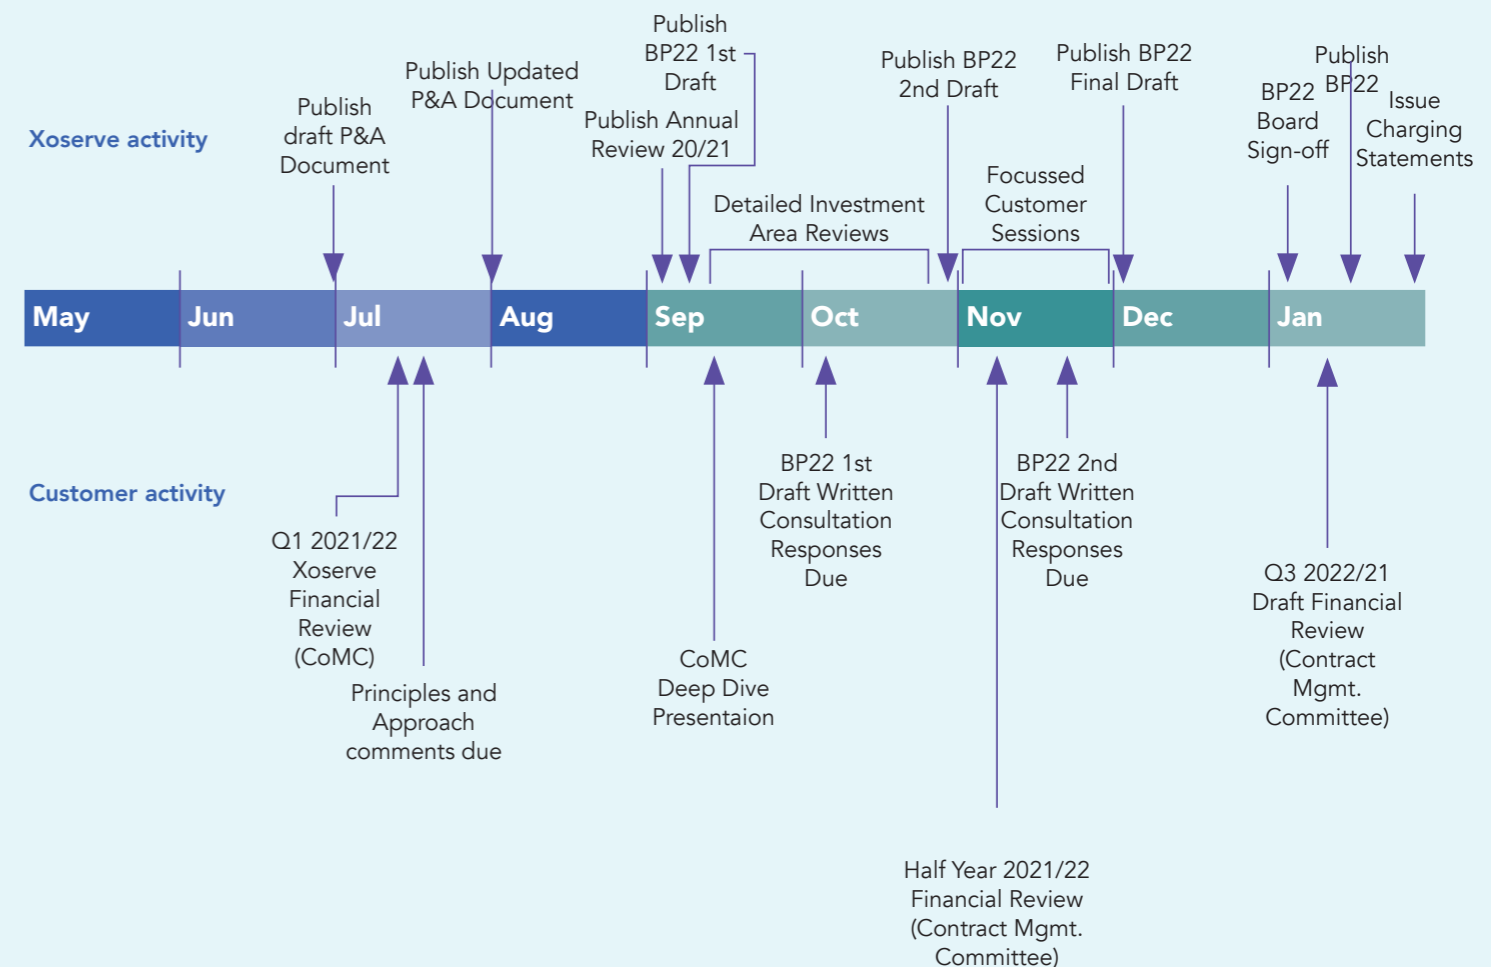 Xoserve activity
Publish
draft P&A
Document
Publish Updated
P&A Document
Publish
BP22 1st
Draft
Publish Annual
Review 20/21
Detailed Investment
Area Reviews
Publish BP22
2nd Draft
Focussed
Customer
Sessions
Publish BP22
Final Draft
BP22
Board
Sign-off
Publish
BP22
Issue
Charging
Statements
May
Jun
Jul
Aug
Sep
Oct
Nov
Dec
Jan
Customer activity
Q1 2021/22
Xoserve
Financial
Review
(CoMC)
Principles and
Approach
comments due
CoMC
Deep Dive
Presentaion
BP22 1st
Draft Written
Consultation
Responses
Due
Half Year 2021/22
Financial Review
(Contract Mgmt.
Committee)
BP22 2nd
Draft Written
Consultation
Responses
Due
Q3 2022/21
Draft Financial
Review
(Contract
Mgmt.
Committee)